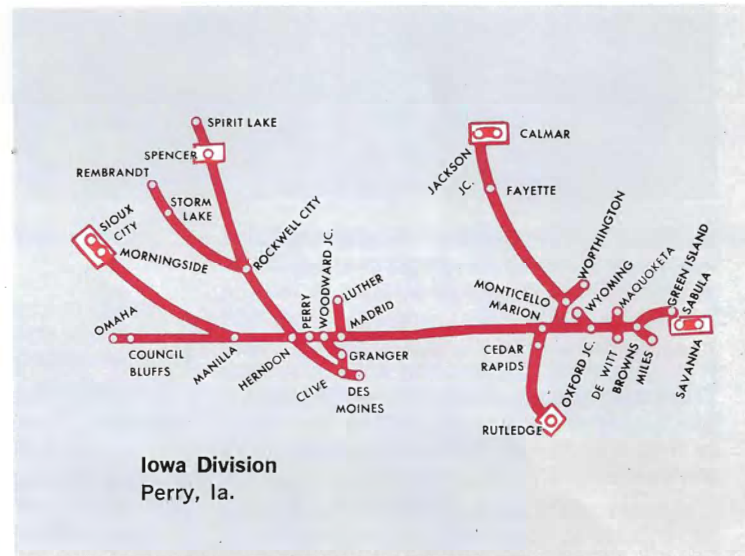 SPIRIT LAKE
SPENCER
REMBRANDT
STORM
LAKE
SIOUX
CITY
MORNINGSIDE
ROCKWELL CITY
OMAHA
COUNCIL
BLUFFS
MANILLA
HERNDON
PERRY
WOODWARD JC.
LUTHER
MADRID
GRANGER
CLIVE
DES
MOINES
JACKSON
JC.
CALMAR
FAYETTE
WORTHINGTON
MONTICELLO
MARION
WYOMING
MAQUOKETA
GREEN ISLAND
SABULA
CEDAR
RAPIDS
OXFORD JC.
DE WITT
BROWNS
MILES
SAVANNA
RUTLEDGE
Iowa Division
Perry, Ia.